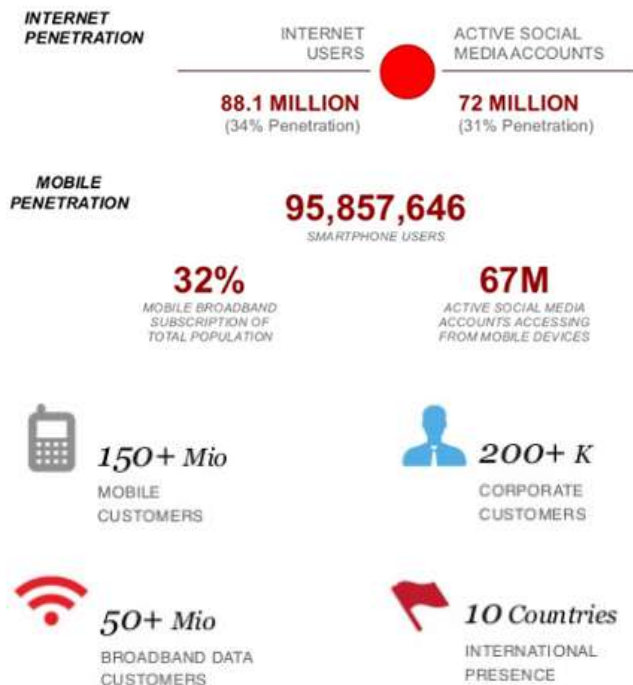 INTERNET
PENETRATION
INTERNET
USERS
ACTIVE SOCIAL
MEDIA ACCOUNTS
88.1 MILLION
(34% Penetration)
72 MILLION
(31% Penetration)
MOBILE
PENETRATION
95,857,646
SMARTPHONE USERS
32%
MOBILE BROADBAND
SUBSCRIPTION OF
TOTAL POPULATION
67M
ACTIVE SOCIAL MEDIA
ACCOUNTS ACCESSING
FROM MOBILE DEVICES
150+ Mio
MOBILE
CUSTOMERS
200+ K
CORPORATE
CUSTOMERS
50+ Mio
BROADBAND DATA
CUSTOMERS
10 Countries
INTERNATIONAL
PRESENCE